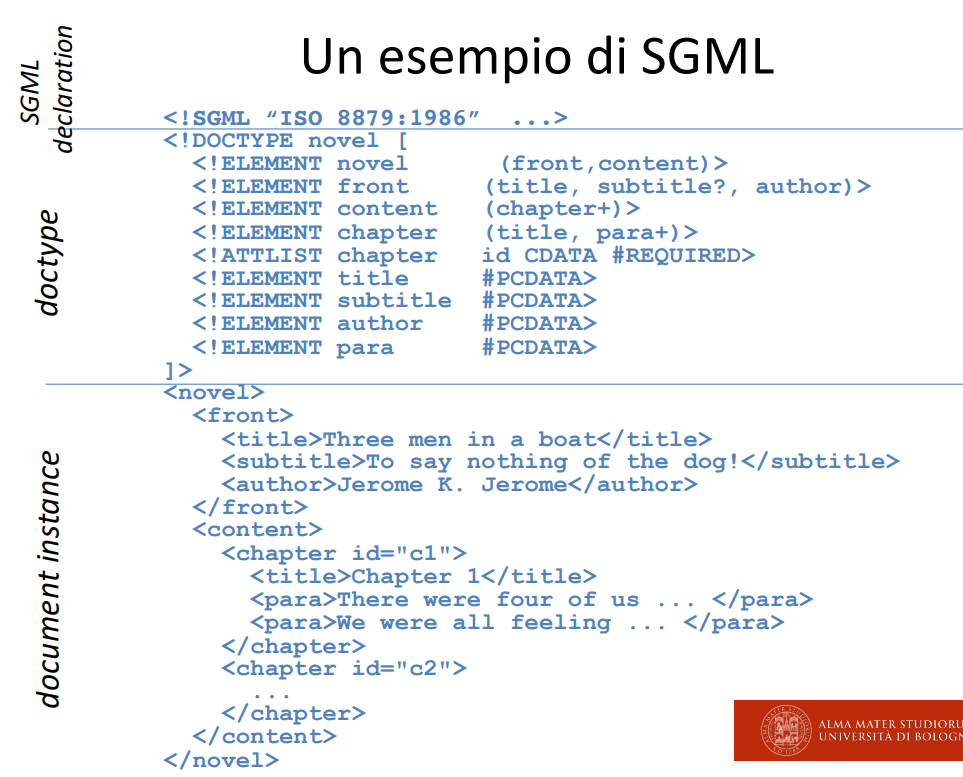 Un esempio di SGML
SGML
declaration
<!SGML “ISO 8879:1986”  ...>
doctype
<!DOCTYPE novel [
  <!ELEMENT novel      (front,content)>
  <!ELEMENT front     (title, subtitle?, author)>
  <!ELEMENT content   (chapter+)>
  <!ELEMENT chapter   (title, para+)>
  <!ATTLIST chapter   id CDATA #REQUIRED>
  <!ELEMENT title     #PCDATA>
  <!ELEMENT subtitle  #PCDATA>
  <!ELEMENT author    #PCDATA>
  <!ELEMENT para      #PCDATA>
]>
document instance
<novel>
  <front>
    <title>Three men in a boat</title>
    <subtitle>To say nothing of the dog!</subtitle>
    <author>Jerome K. Jerome</author>
  </front>
  <content>
    <chapter id="c1">
      <title>Chapter 1</title>
      <para>There were four of us ... </para>
      <para>We were all feeling ... </para>
    </chapter>
    <chapter id="c2">
      ...
    </chapter>
  </content>
</novel>
ALMA MATER STUDIORU
UNIVERSITÀ DI BOLOGN